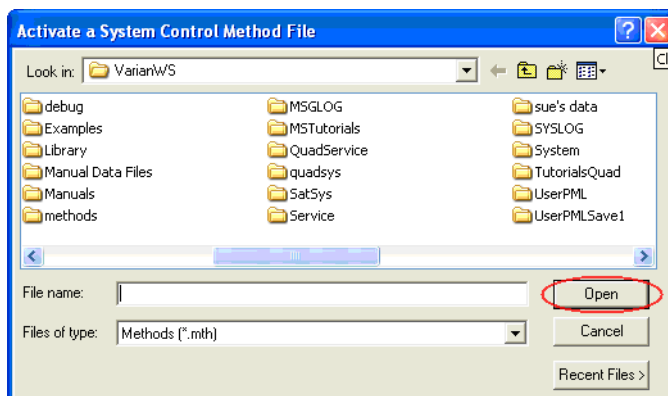 Activate a System Control Method File
Look in: VarianWS
debug MSGLOG sue's data
Examples MSTutorials SYSLOG
Library QuadService System
Manual Data Files quadsys TutorialsQuad
Manuals SatSys UserPML
methods Service UserPMLSave1
File name: Open
Files of type: Methods (*.mth) Cancel
Recent Files >